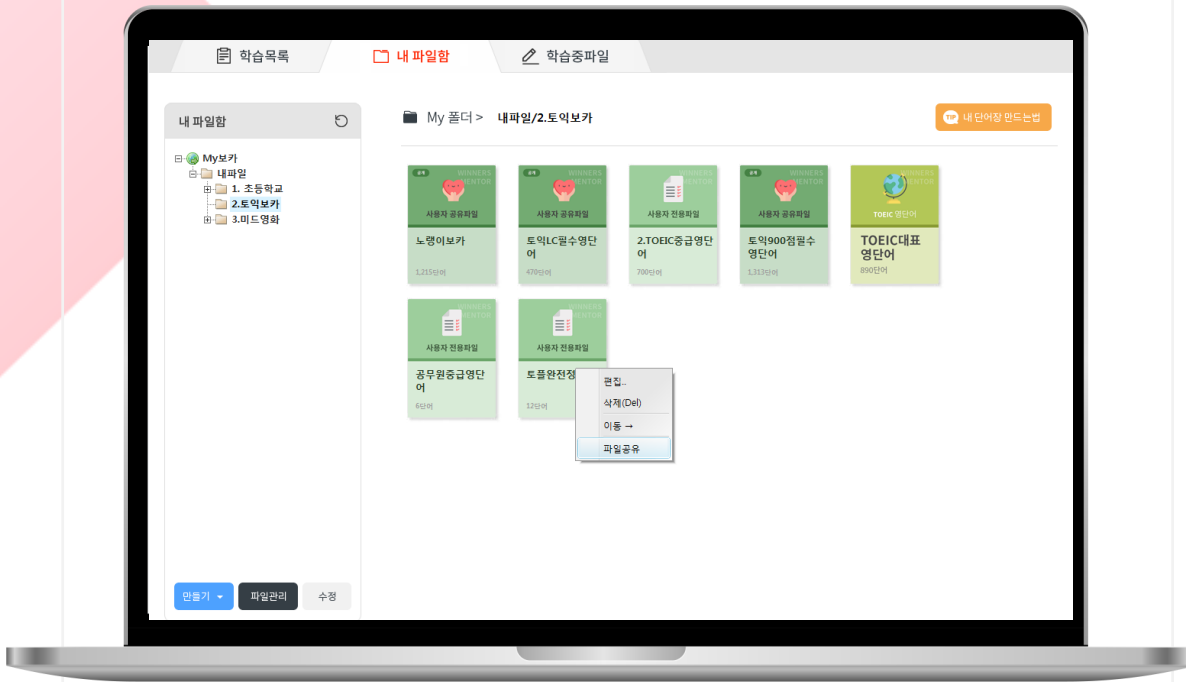 학습목록
내 파일함
학습중파일
내 파일함
My보카
내파일
1. 초등학교
2.토익보카
3.미드영화
만들기
파일관리
수정
My 폴더 > 내파일/2.토익보카
TIP 내 단어장 만드는법
공개
WINNERS
MENTOR
사용자 공유파일
노랭이보카
1,215단어
공개
WINNERS
MENTOR
사용자 공유파일
토익LC필수영단
어
470단어
WINNERS
MENTOR
사용자 전용파일
2.TOEIC중급영단
어
700단어
공개
WINNERS
MENTOR
사용자 공유파일
토익900점필수
영단어
1,313단어
WINNERS
MENTOR
TOEIC 영단어
TOEIC대표
영단어
890단어
WINNERS
MENTOR
사용자 전용파일
공무원중급영단
어
6단어
WINNERS
MENTOR
사용자 전용파일
토플완전정
12단어
편집..
삭제(Del)
이동 →
파일공유